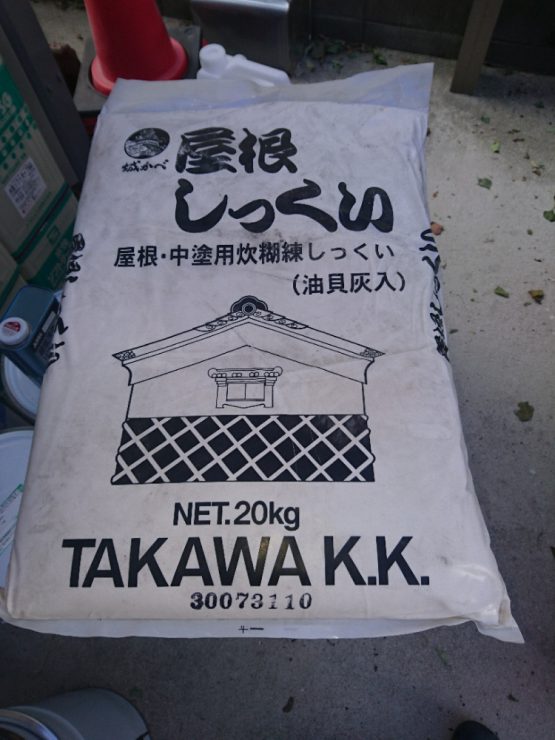 城かべ
屋根
しっくい
屋根・中塗用炊糊練しっくい
(油貝灰入)
NET.20kg
TAKAWA K.K.
30073110